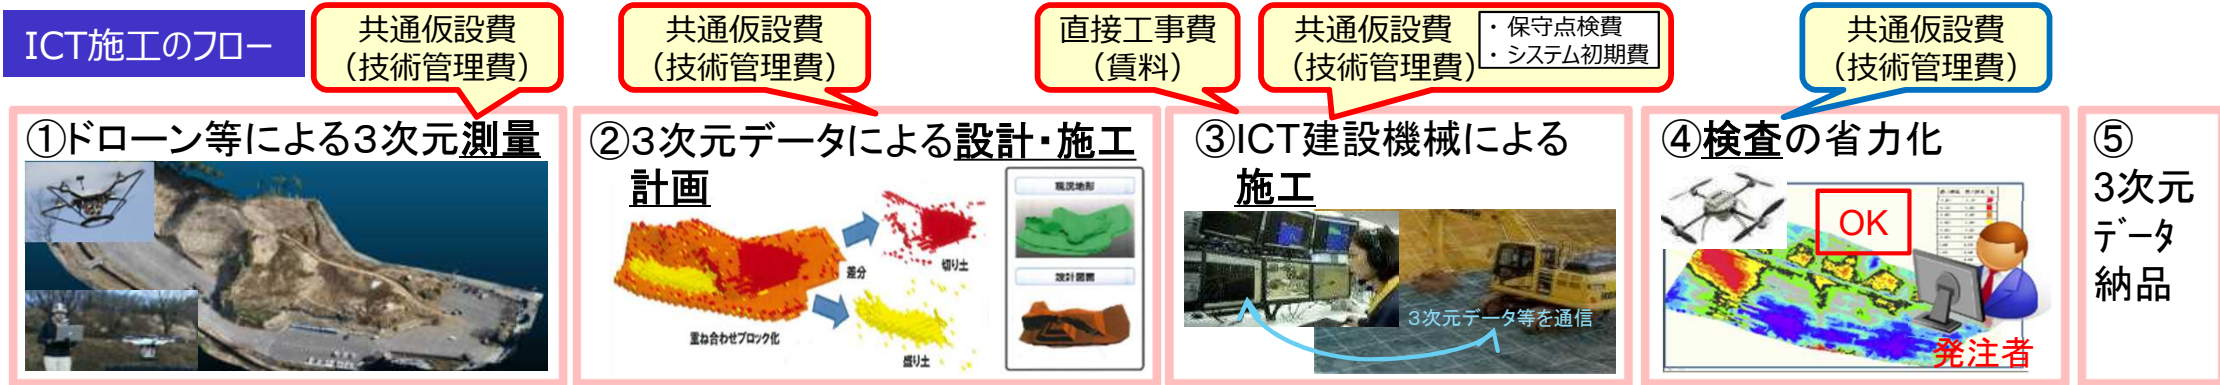 ICT施工のフロー
共通仮設費
（技術管理費）
共通仮設費
（技術管理費）
直接工事費
（賃料）
共通仮設費
（技術管理費）
・保守点検費
・システム初期費
共通仮設費
（技術管理費）
①ドローン等による３次元測量
②３次元データによる設計・施工
計画
現況地形
設計図面
差分
切り土
重ね合わせブロック化
盛り土
③ICT建設機械による
施工
３次元データ等を通信
④検査の省力化
OK
発注者
⑤
３次元
データ
納品